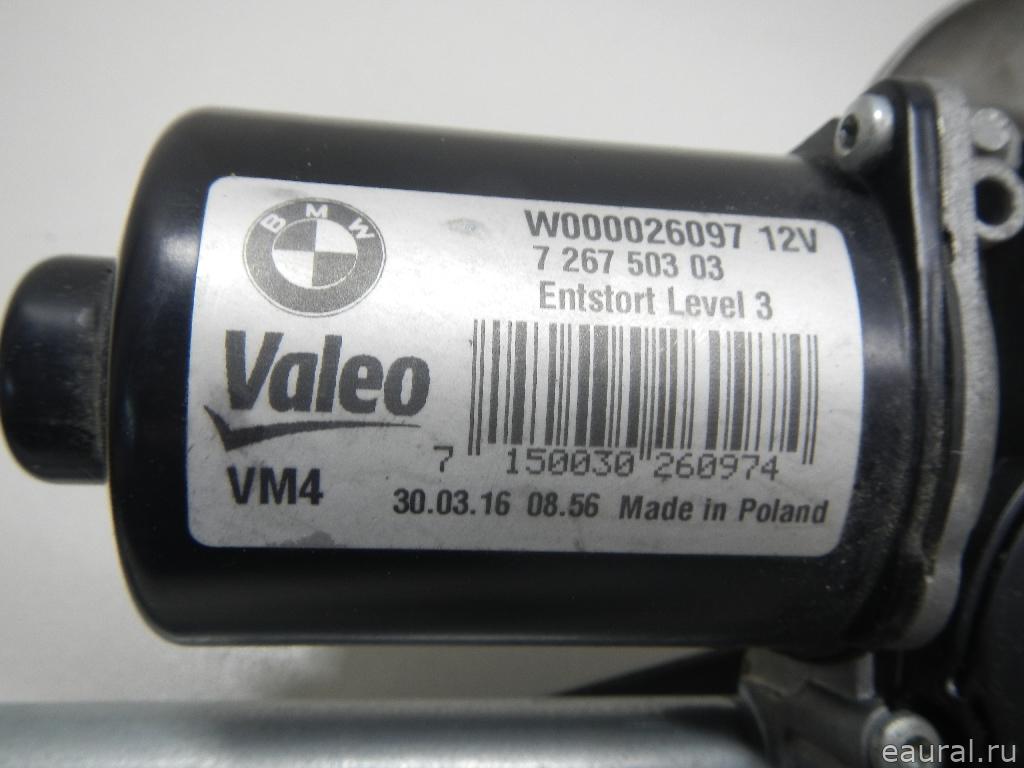 BMW
W000026097 12V
7 267 503 03
Entstort Level 3
Valeo
7 150030 260974
VM4
30.03.16 08.56 Made in Poland
eaural.ru